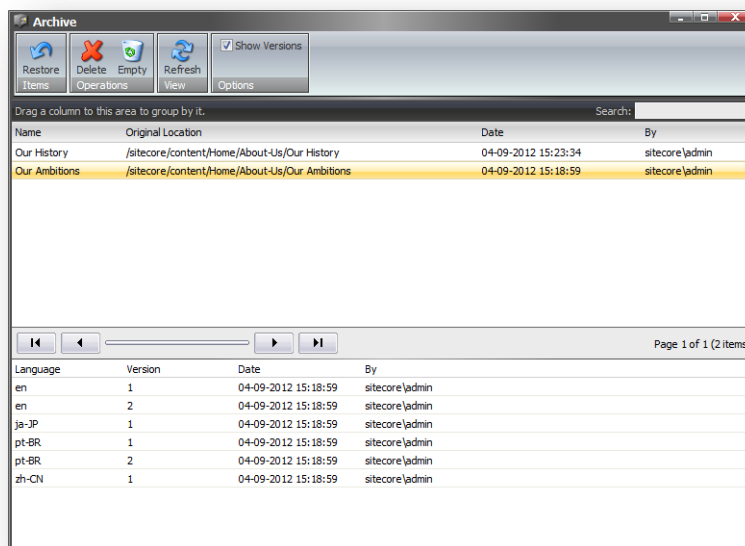 Archive
Restore Delete Empty Refresh Show Versions
Items Operations View Options
Drag a column to this area to group by it. Search:
Name Original Location Date By
Our History /sitecore/content/Home/About-Us/Our History 04-09-2012 15:23:34 sitecore\admin
Our Ambitions /sitecore/content/Home/About-Us/Our Ambitions 04-09-2012 15:18:59 sitecore\admin
Page 1 of 1 (2 items
Language Version Date By
en 1 04-09-2012 15:18:59 sitecore\admin
en 2 04-09-2012 15:18:59 sitecore\admin
ja-JP 1 04-09-2012 15:18:59 sitecore\admin
pt-BR 1 04-09-2012 15:18:59 sitecore\admin
pt-BR 2 04-09-2012 15:18:59 sitecore\admin
zh-CN 1 04-09-2012 15:18:59 sitecore\admin